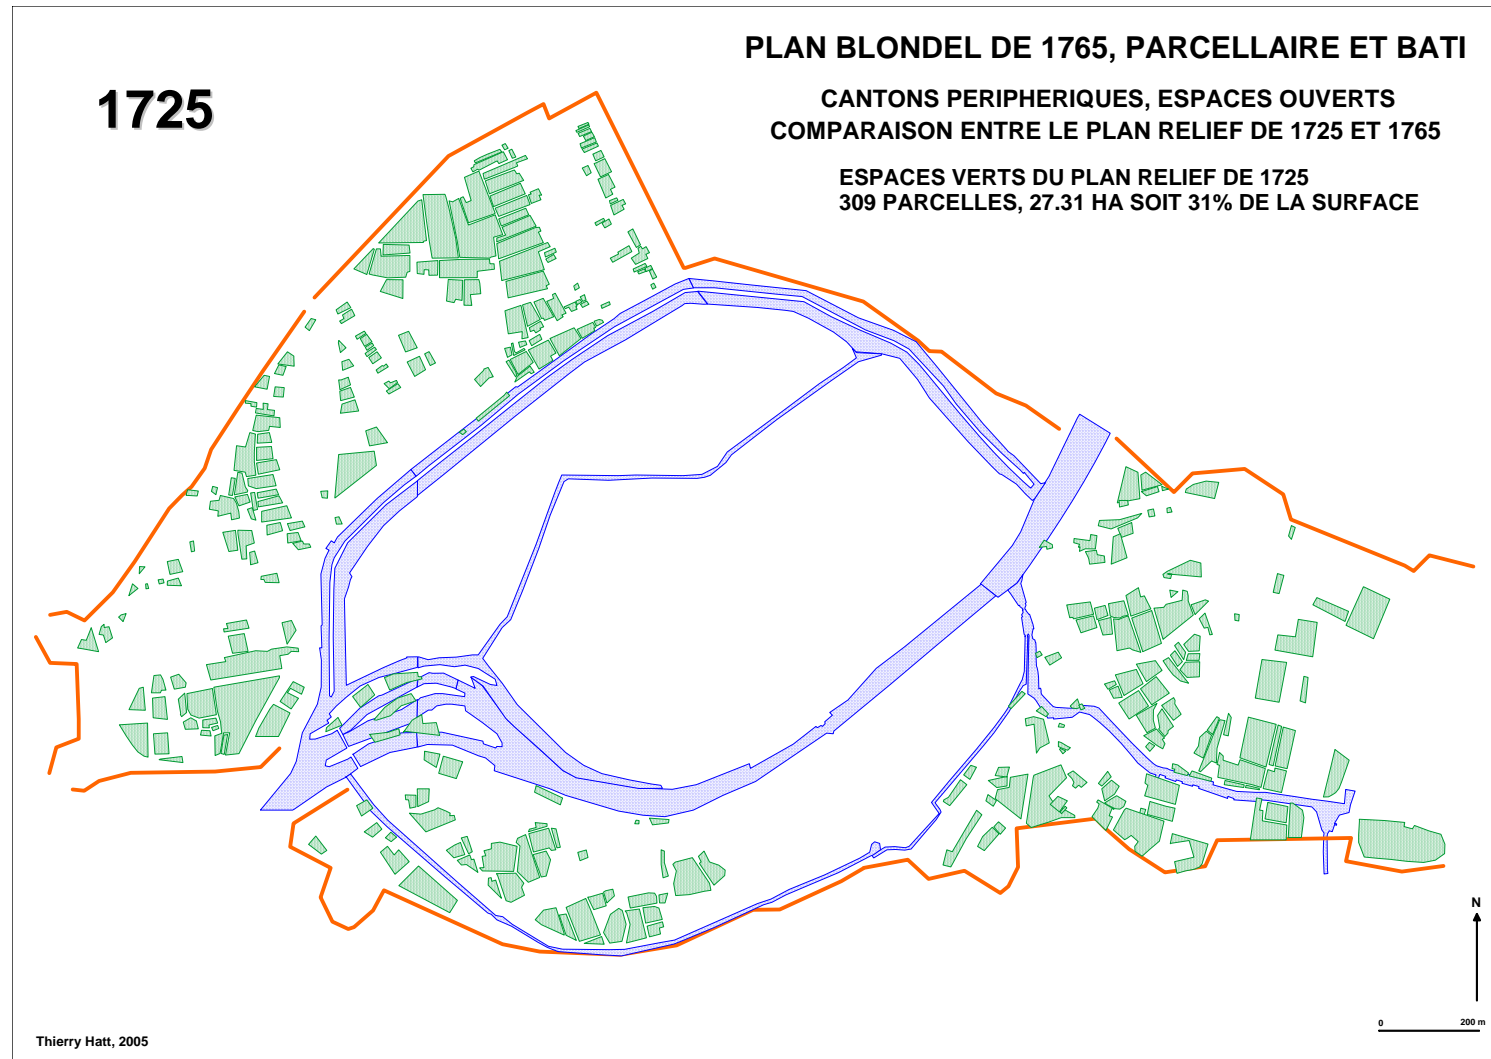 PLAN BLONDEL DE 1765, PARCELLAIRE ET BATI
1725
CANTONS PERIPHERIQUES, ESPACES OUVERTS
COMPARAISON ENTRE LE PLAN RELIEF DE 1725 ET 1765
ESPACES VERTS DU PLAN RELIEF DE 1725
309 PARCELLES, 27.31 HA SOIT 31% DE LA SURFACE
N
0 200 m
Thierry Hatt, 2005